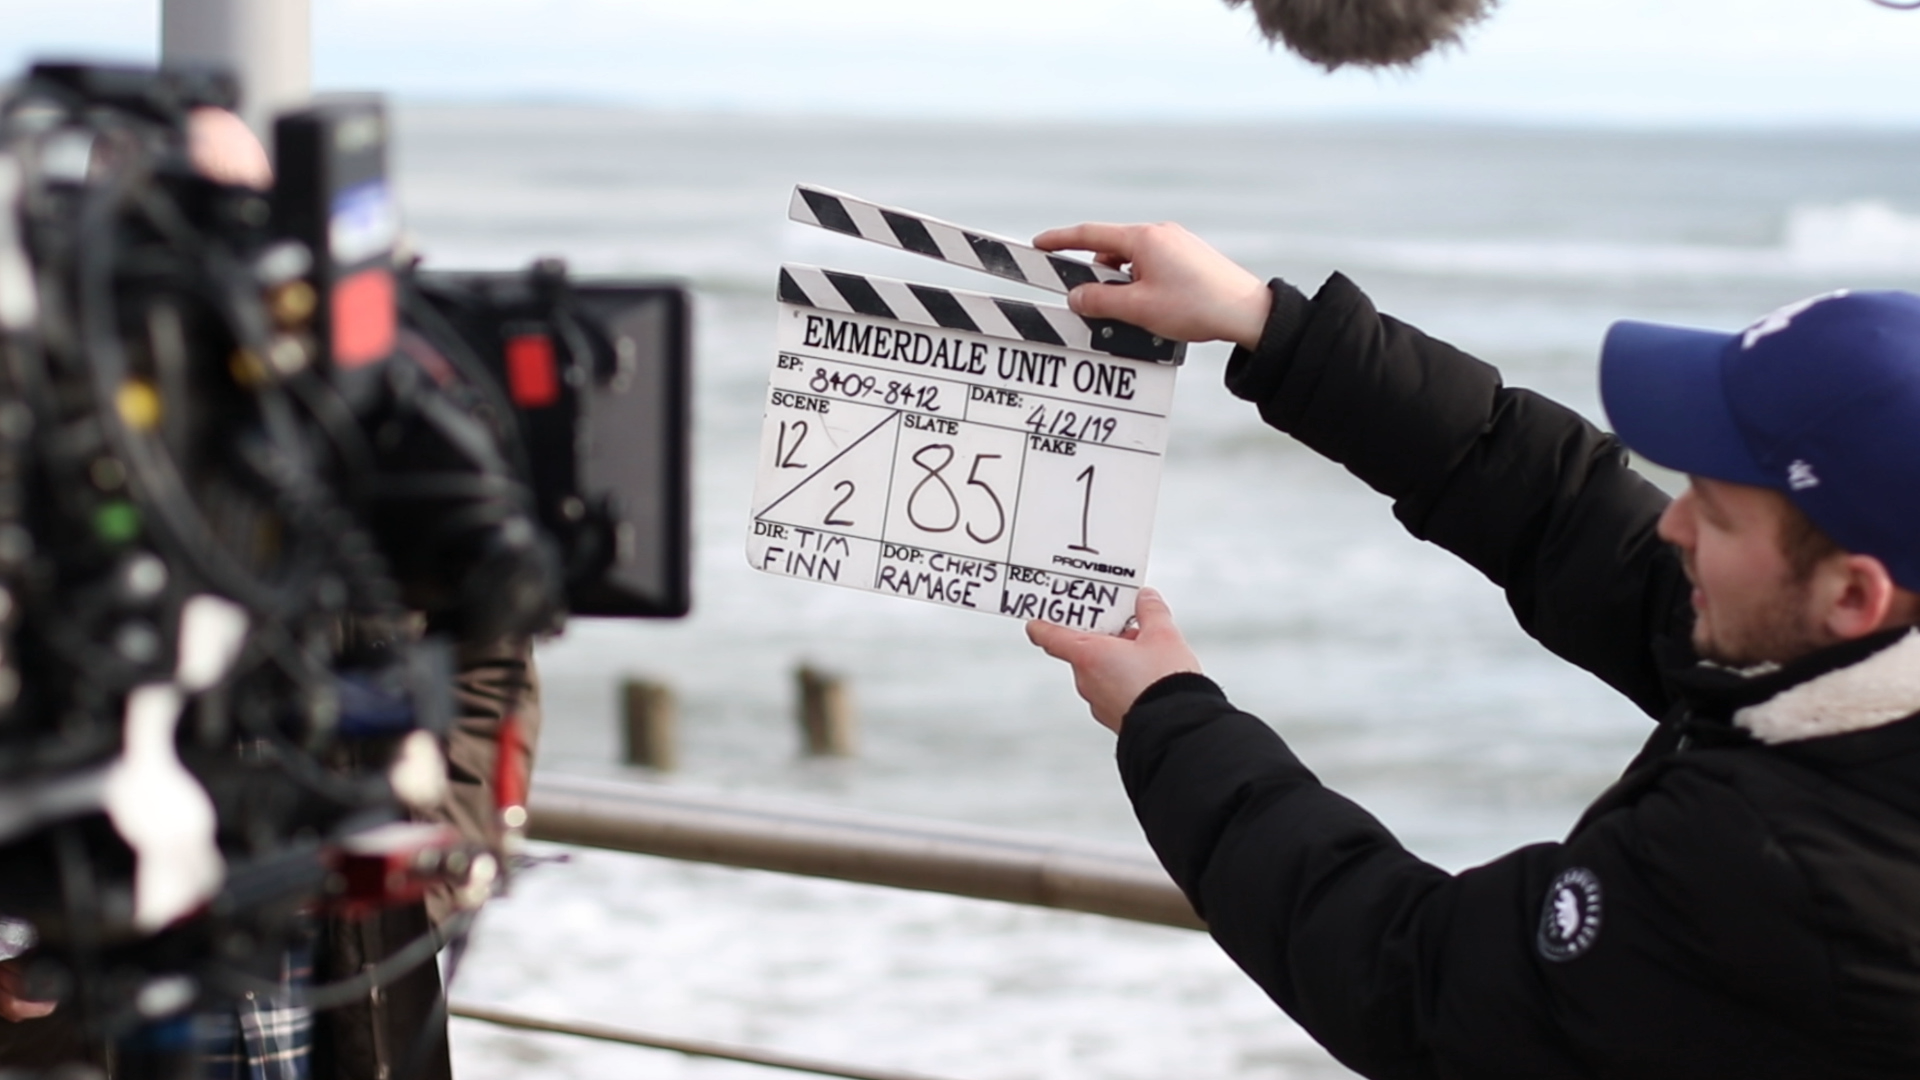 EMMERDALE UNIT ONE
EP: 8409-8412 DATE: 4/2/19
SCENE SLATE TAKE
12/2 85 1
PROVISION
DIR: TIM FINN
DOP: CHRIS RAMAGE
REC: DEAN WRIGHT
47